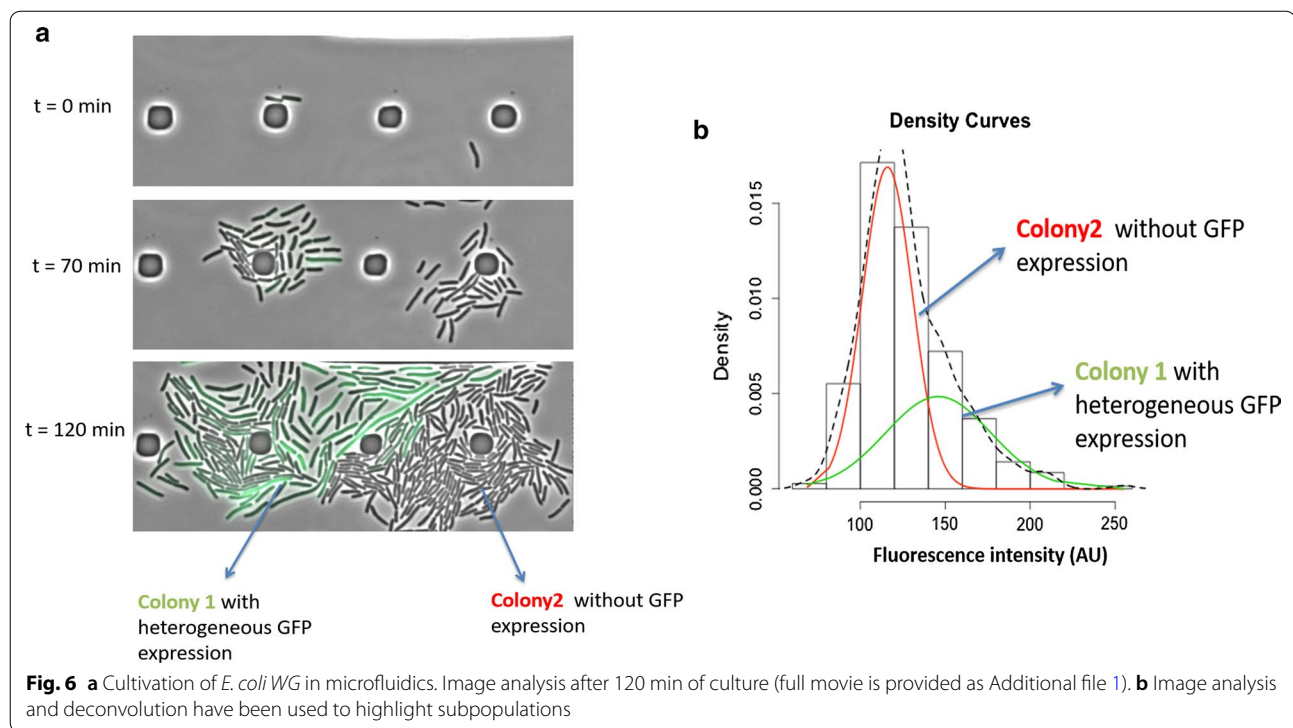 a
t = 0 min
t = 70 min
t = 120 min
Colony 1 with
heterogeneous GFP
expression
Colony2 without GFP
expression
b
Density Curves
Density
0.000
0.005
0.010
0.015
100
150
200
250
Fluorescence intensity (AU)
Colony2 without GFP
expression
Colony 1 with
heterogeneous GFP
expression
Fig. 6 a Cultivation of E. coli WG in microfluidics. Image analysis after 120 min of culture (full movie is provided as Additional file 1). b Image analysis
and deconvolution have been used to highlight subpopulations